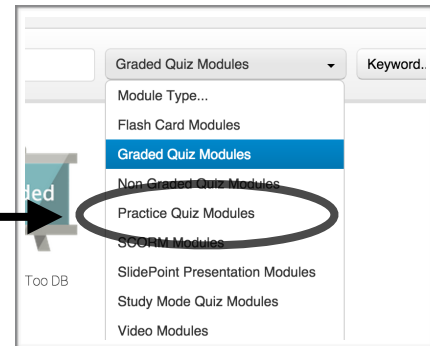 Graded Quiz Modules Keyword..
Module Type...
Flash Card Modules
Graded Quiz Modules
Non Graded Quiz Modules
ded
Practice Quiz Modules
SCORM Modules
Too DB
SlidePoint Presentation Modules
Study Mode Quiz Modules
Video Modules